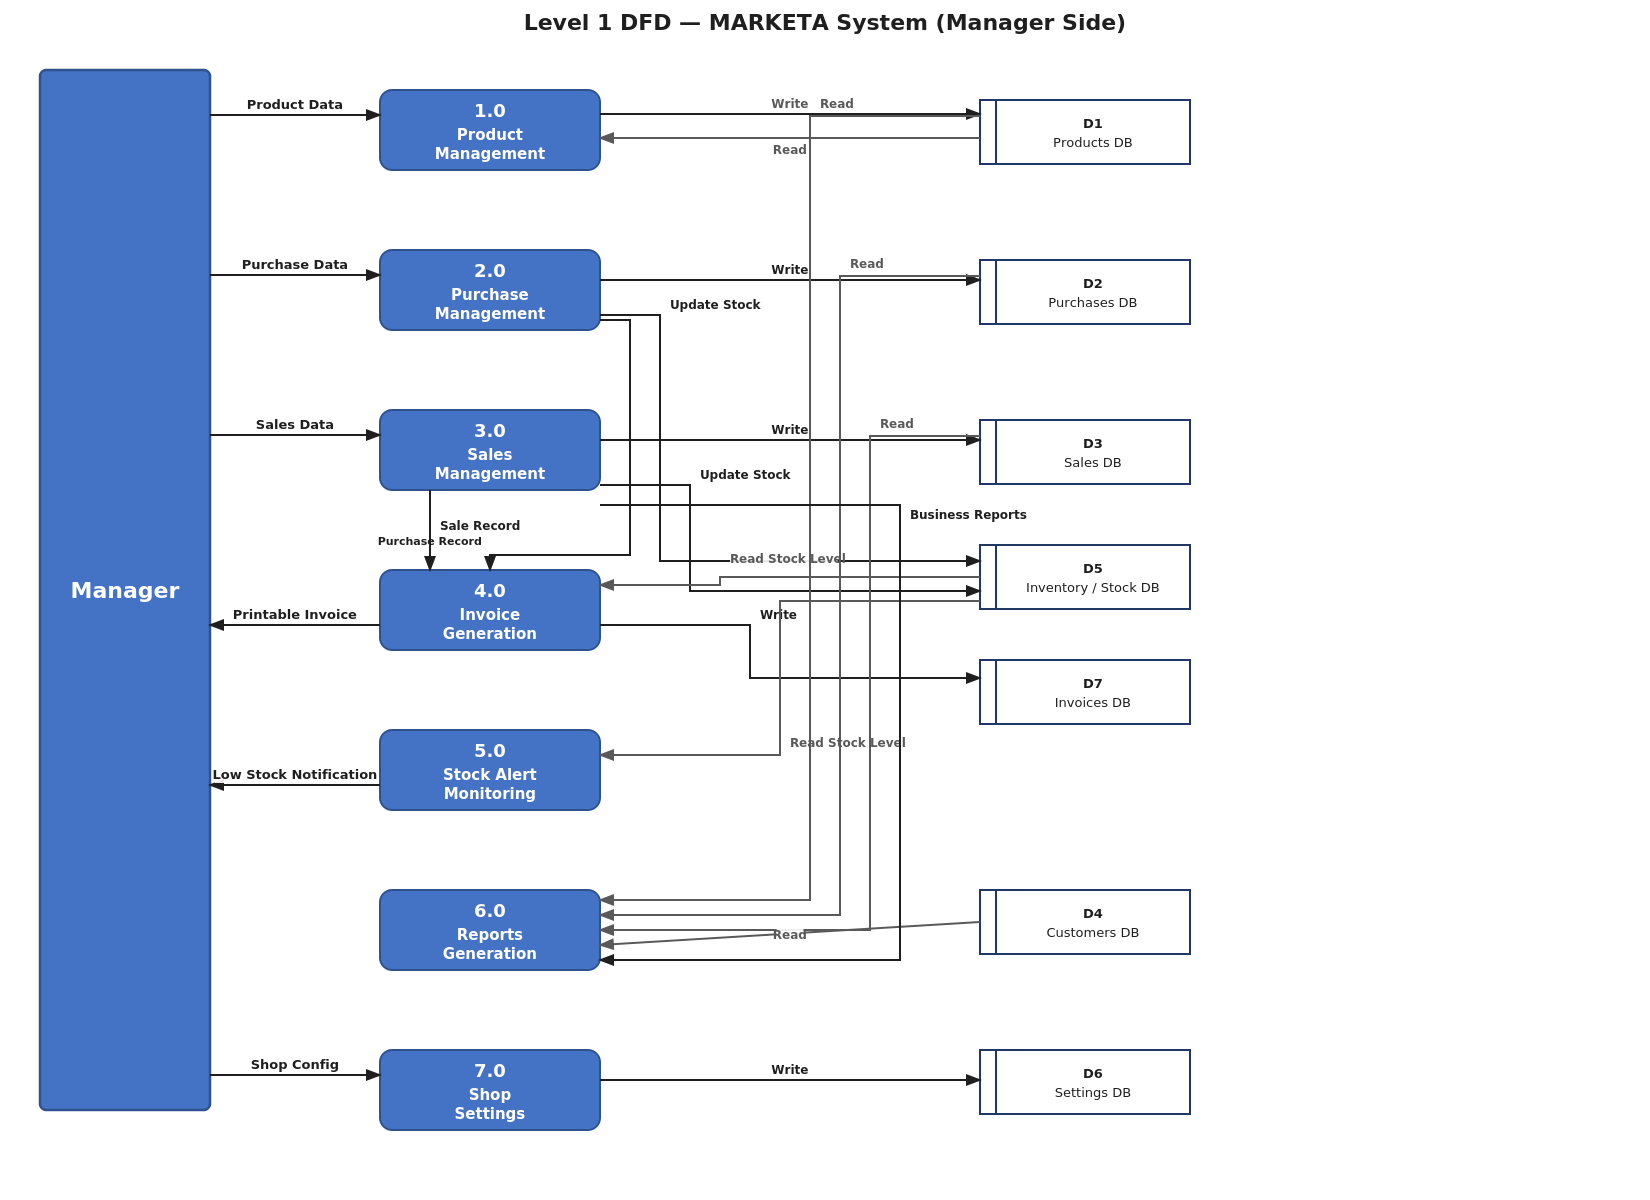 Level 1 DFD — MARKETA System (Manager Side)
Manager
Product Data
1.0
Product
Management
Write
Read
Read
D1
Products DB
Purchase Data
2.0
Purchase
Management
Write
Read
Update Stock
D2
Purchases DB
Sales Data
3.0
Sales
Management
Write
Read
Update Stock
D3
Sales DB
Business Reports
Sale Record
Purchase Record
Read Stock Level
D5
Inventory / Stock DB
Printable Invoice
4.0
Invoice
Generation
Write
D7
Invoices DB
Low Stock Notification
5.0
Stock Alert
Monitoring
Read Stock Level
6.0
Reports
Generation
Read
D4
Customers DB
Shop Config
7.0
Shop
Settings
Write
D6
Settings DB